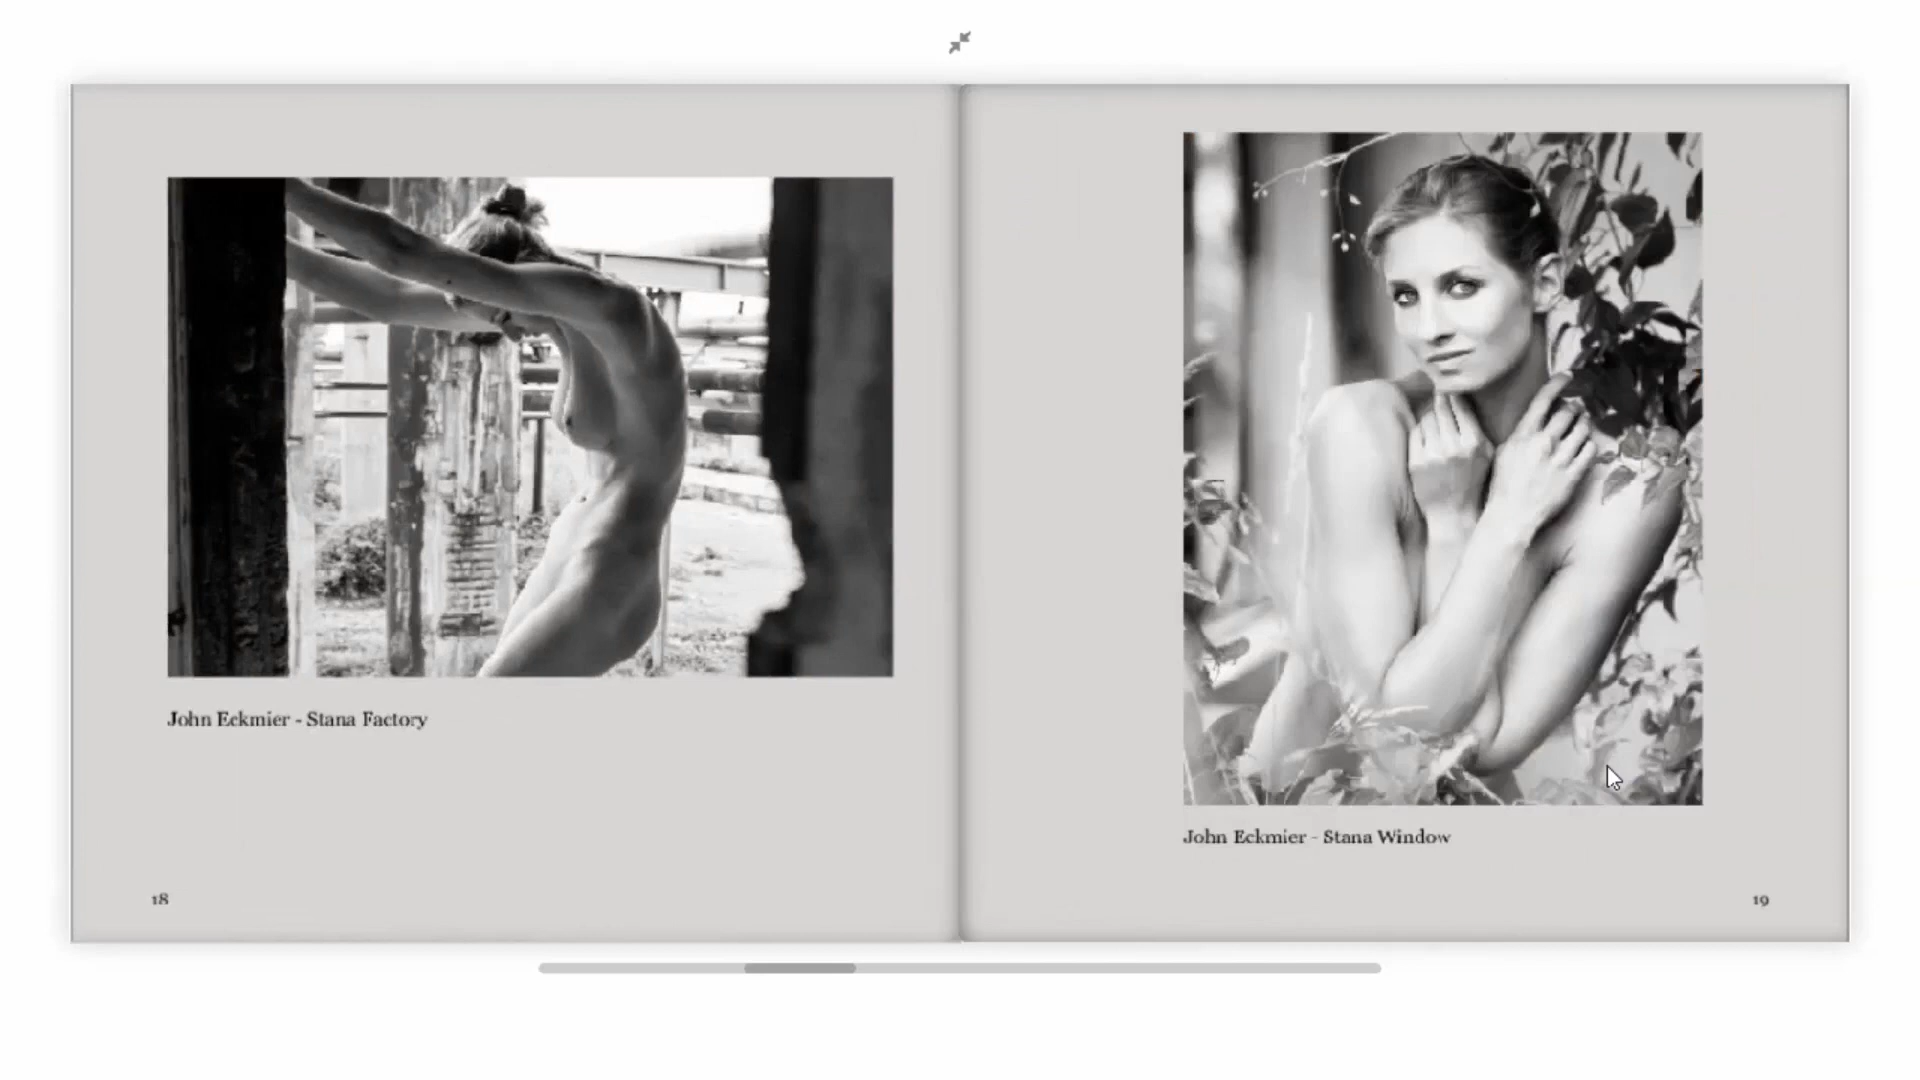 John Eckmier - Stana Factory
18
John Eckmier - Stana Window
19